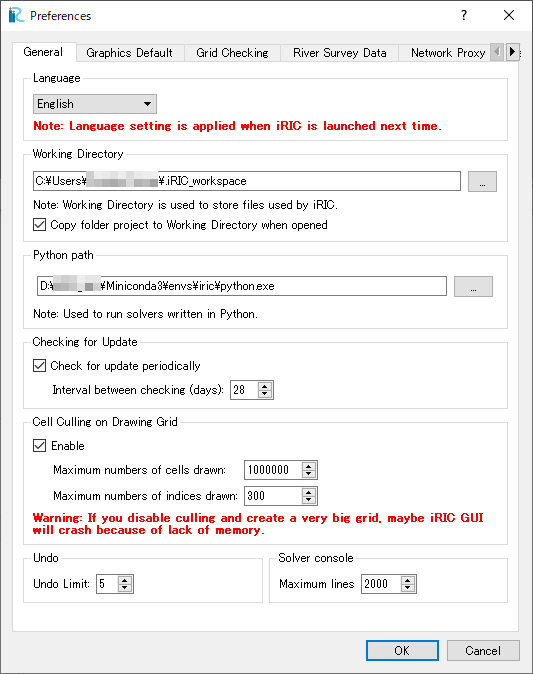 Preferences
General
Graphics Default
Grid Checking
River Survey Data
Network Proxy
Language
English
Note: Language setting is applied when iRIC is launched next time.
Working Directory
C:¥Users¥ ¥.iRIC_workspace
...
Note: Working Directory is used to store files used by iRIC.
Copy folder project to Working Directory when opened
Python path
D:¥ ¥Miniconda3¥envs¥iric¥python.exe
...
Note: Used to run solvers written in Python.
Checking for Update
Check for update periodically
Interval between checking (days): 28
Cell Culling on Drawing Grid
Enable
Maximum numbers of cells drawn: 1000000
Maximum numbers of indices drawn: 300
Warning: If you disable culling and create a very big grid, maybe iRIC GUI
will crash because of lack of memory.
Undo
Undo Limit: 5
Solver console
Maximum lines 2000
OK
Cancel